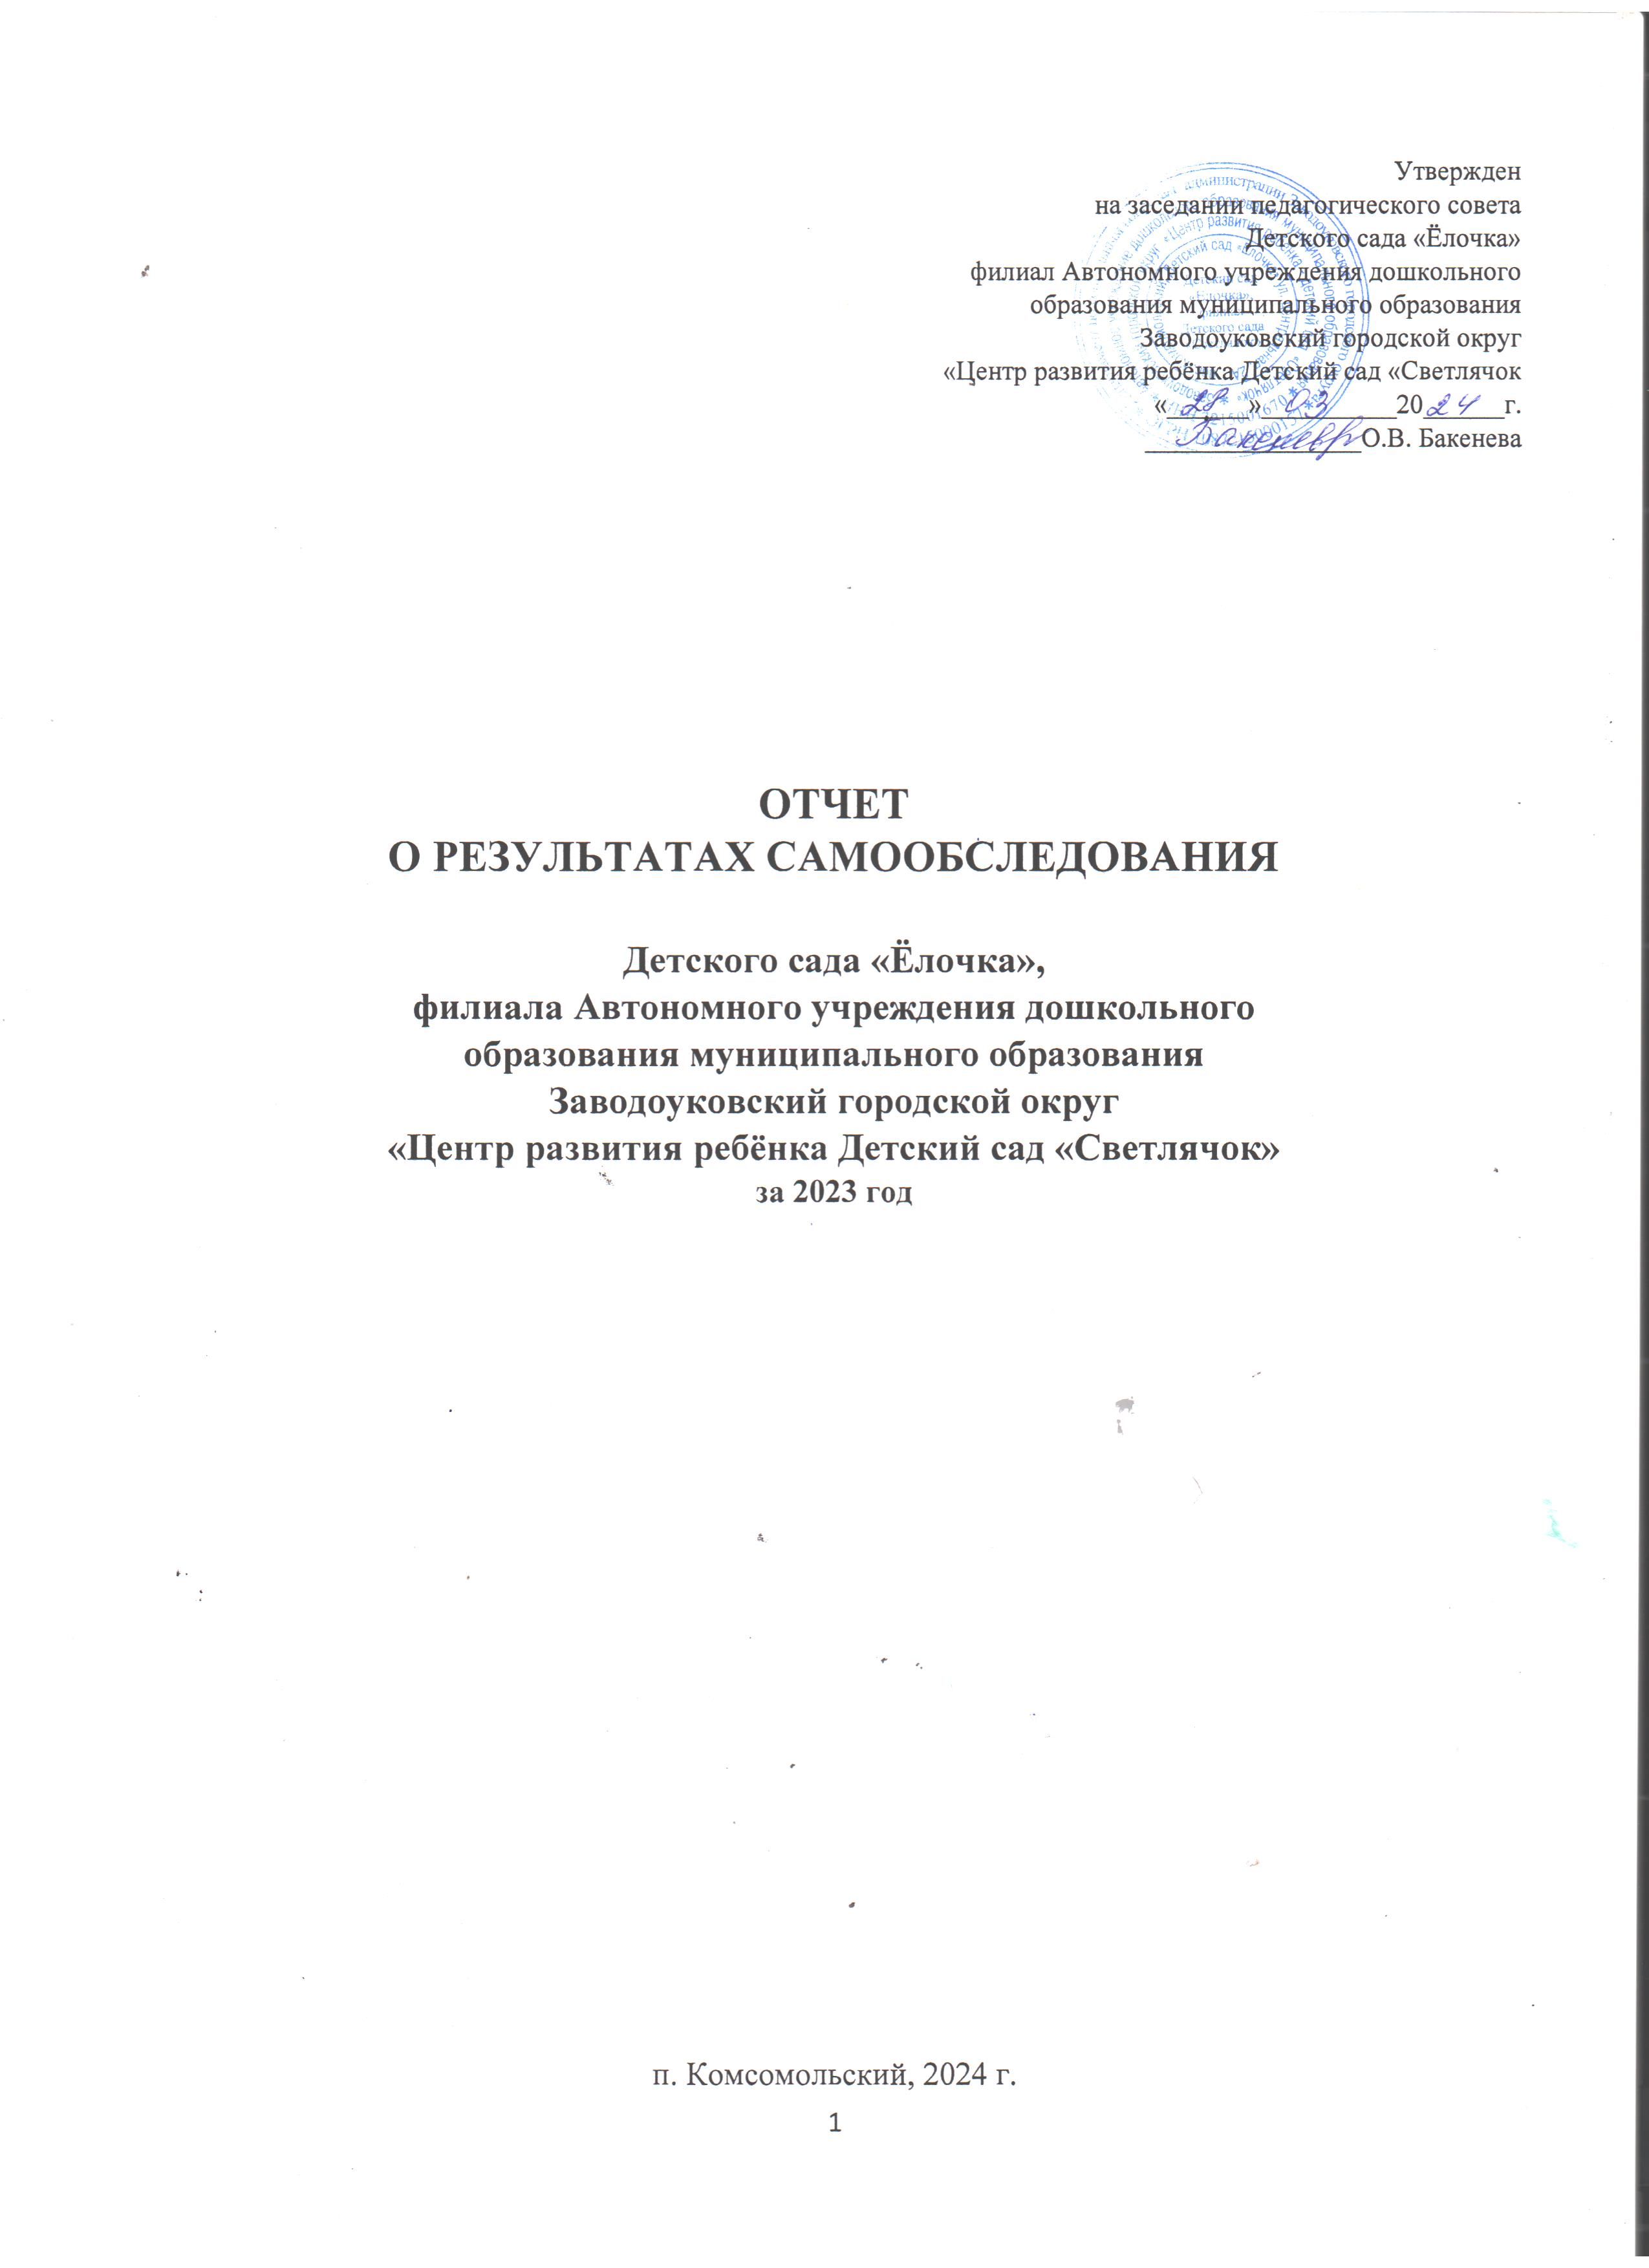 Утвержден
на заседании педагогического совета
Детского сада «Ёлочка»
филиал Автономного учреждения дошкольного
образования муниципального образования
Заводоуковский городской округ
«Центр развития ребёнка Детский сад «Светлячок
«28» 03 2024 г.
Бакенева О.В. Бакенева
ОТЧЕТ
О РЕЗУЛЬТАТАХ САМООБСЛЕДОВАНИЯ
Детского сада «Ёлочка»,
филиала Автономного учреждения дошкольного
образования муниципального образования
Заводоуковский городской округ
«Центр развития ребёнка Детский сад «Светлячок»
за 2023 год
п. Комсомольский, 2024 г.
1